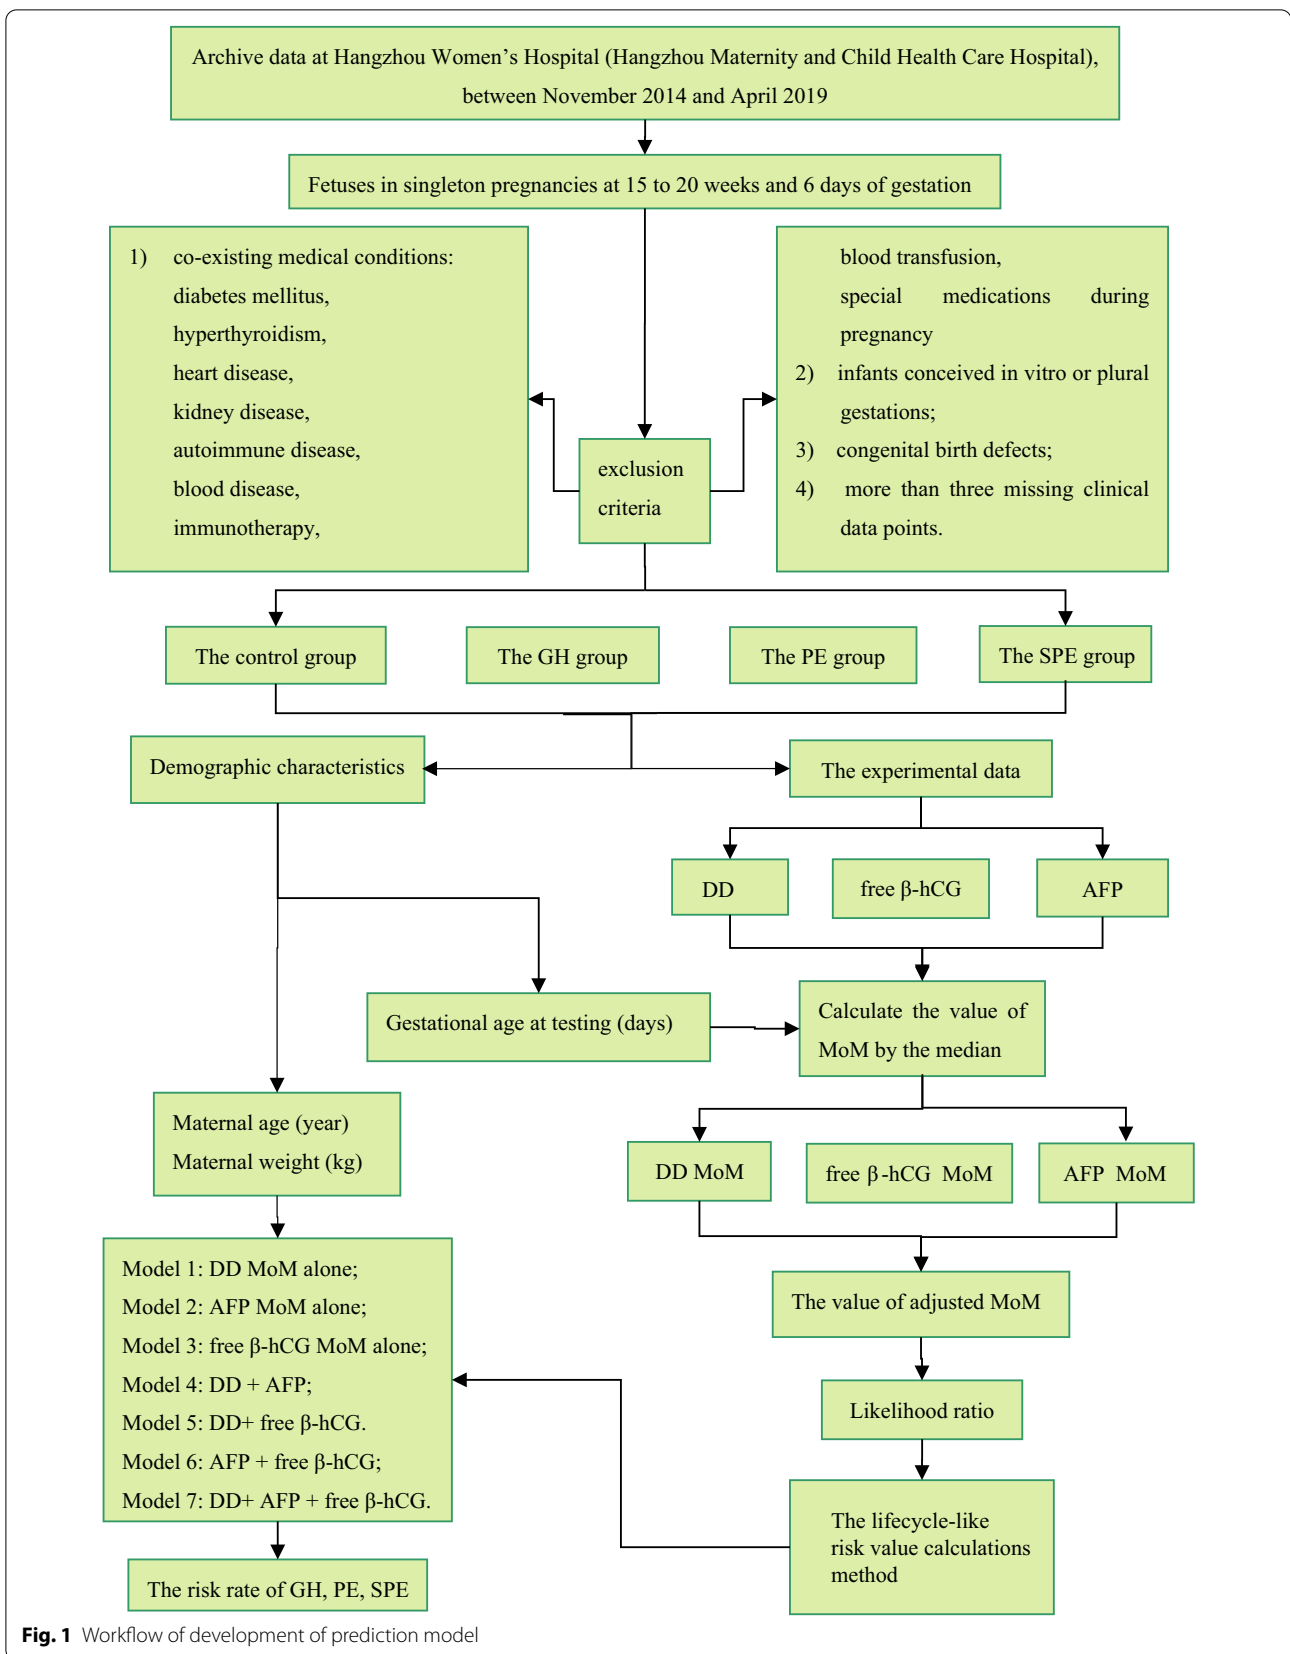 Archive data at Hangzhou Women’s Hospital (Hangzhou Maternity and Child Health Care Hospital),
between November 2014 and April 2019
Fetuses in singleton pregnancies at 15 to 20 weeks and 6 days of gestation
1) co-existing medical conditions:
diabetes mellitus,
hyperthyroidism,
heart disease,
kidney disease,
autoimmune disease,
blood disease,
immunotherapy,
blood transfusion,
special medications during
pregnancy
2) infants conceived in vitro or plural
gestations;
3) congenital birth defects;
4) more than three missing clinical
data points.
exclusion
criteria
The control group
The GH group
The PE group
The SPE group
Demographic characteristics
The experimental data
DD
free β-hCG
AFP
Gestational age at testing (days)
Calculate the value of
MoM by the median
Maternal age (year)
Maternal weight (kg)
DD MoM
free β-hCG MoM
AFP MoM
Model 1: DD MoM alone;
Model 2: AFP MoM alone;
Model 3: free β-hCG MoM alone;
Model 4: DD + AFP;
Model 5: DD+ free β-hCG.
Model 6: AFP + free β-hCG;
Model 7: DD+ AFP + free β-hCG.
The value of adjusted MoM
Likelihood ratio
The lifecycle-like
risk value calculations
method
The risk rate of GH, PE, SPE
Fig. 1 Workflow of development of prediction model